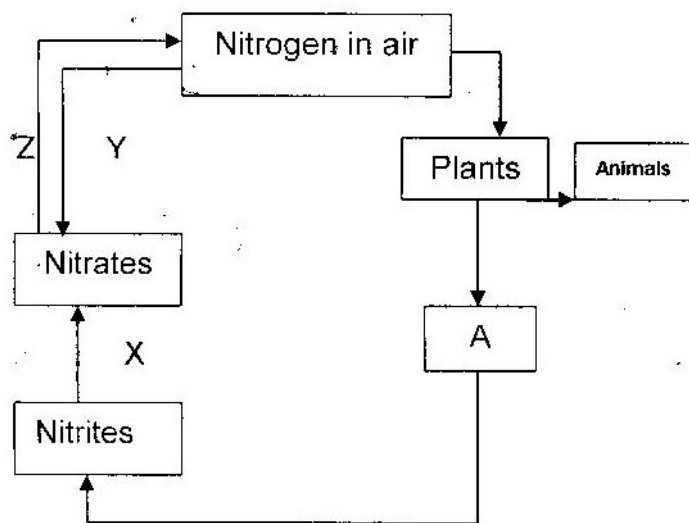 Nitrogen in air
Z
Y
Plants
Animals
Nitrates
A
X
Nitrites